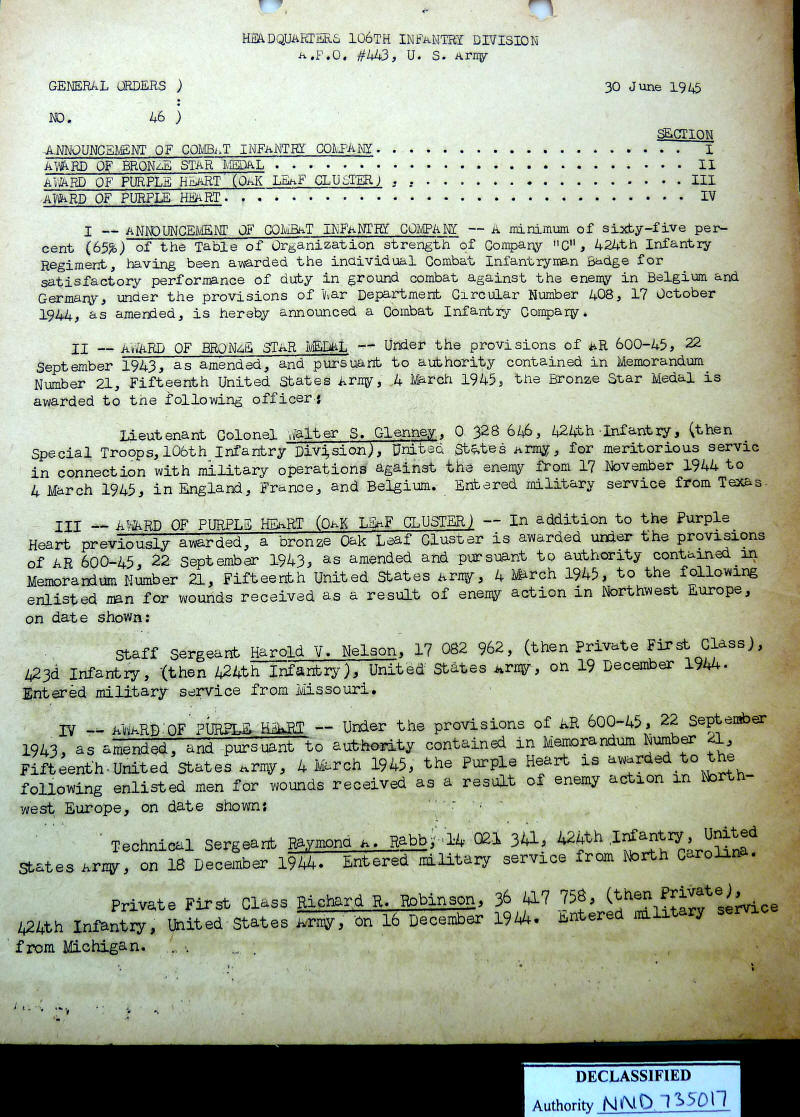 HEADQUARTERS 106TH INFANTRY DIVISION
A.P.O. #443, U. S. Army
GENERAL ORDERS ) 30 June 1945
:
NO. 46 )
SECTION
ANNOUNCEMENT OF COMBAT INFANTRY COMPANY. . . . . . . . . . . . . . . . . . . . I
AWARD OF BRONZE STAR MEDAL . . . . . . . . . . . . . . . . . . . . . . . . . . II
AWARD OF PURPLE HEART (OAK LEAF CLUSTER) , , . . . . . . . . . . . . . . . . . III
AWARD OF PURPLE HEART. . . . . . . . . . . . . . . . . . . . . . . . . . . . . IV
I -- ANNOUNCEMENT OF COMBAT INFANTRY COMPANY -- A minimum of sixty-five per-
cent (65%) of the Table of Organization strength of Company "C", 424th Infantry
Regiment, having been awarded the individual Combat Infantryman Badge for
satisfactory performance of duty in ground combat against the enemy in Belgium and
Germany, under the provisions of War Department Circular Number 408, 17 October
1944, as amended, is hereby announced a Combat Infantry Company.
II -- AWARD OF BRONZE STAR MEDAL -- Under the provisions of AR 600-45, 22
September 1943, as amended, and pursuant to authority contained in Memorandum
Number 21, Fifteenth United States Army, 4 March 1945, the Bronze Star Medal is
awarded to the following officer:
Lieutenant Colonel Walter S. Glenney, O 328 646, 424th Infantry, (then
Special Troops, 106th Infantry Division), United States Army, for meritorious servic
in connection with military operations against the enemy from 17 November 1944 to
4 March 1945, in England, France, and Belgium. Entered military service from Texas.
III -- AWARD OF PURPLE HEART (OAK LEAF CLUSTER) -- In addition to the Purple
Heart previously awarded, a bronze Oak Leaf Cluster is awarded under the provisions
of AR 600-45, 22 September 1943, as amended and pursuant to authority contained in
Memorandum Number 21, Fifteenth United States Army, 4 March 1945, to the following
enlisted man for wounds received as a result of enemy action in Northwest Europe,
on date shown:
Staff Sergeant Harold V. Nelson, 17 082 962, (then Private First Class),
423d Infantry, (then 424th Infantry), United States Army, on 19 December 1944.
Entered military service from Missouri.
IV -- AWARD OF PURPLE HEART -- Under the provisions of AR 600-45, 22 September
1943, as amended, and pursuant to authority contained in Memorandum Number 21,
Fifteenth United States Army, 4 March 1945, the Purple Heart is awarded to the
following enlisted men for wounds received as a result of enemy action in North-
west Europe, on date shown:
Technical Sergeant Raymond A. Rabb, 14 021 341, 424th Infantry, United
States Army, on 18 December 1944. Entered military service from North Carolina.
Private First Class Richard R. Robinson, 36 417 758, (then Private),
424th Infantry, United States Army, on 16 December 1944. Entered military service
from Michigan.
DECLASSIFIED
Authority NND 735017